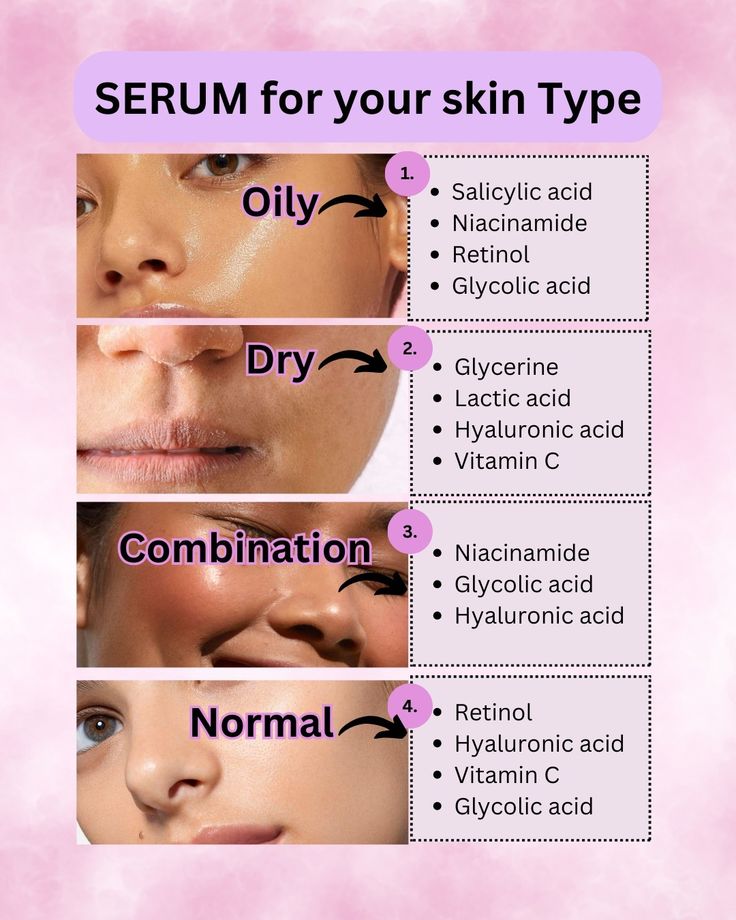 SERUM for your skin Type
Oily
1.
• Salicylic acid
• Niacinamide
• Retinol
• Glycolic acid
Dry
2.
• Glycerine
• Lactic acid
• Hyaluronic acid
• Vitamin C
Combination
3.
• Niacinamide
• Glycolic acid
• Hyaluronic acid
Normal
4.
• Retinol
• Hyaluronic acid
• Vitamin C
• Glycolic acid